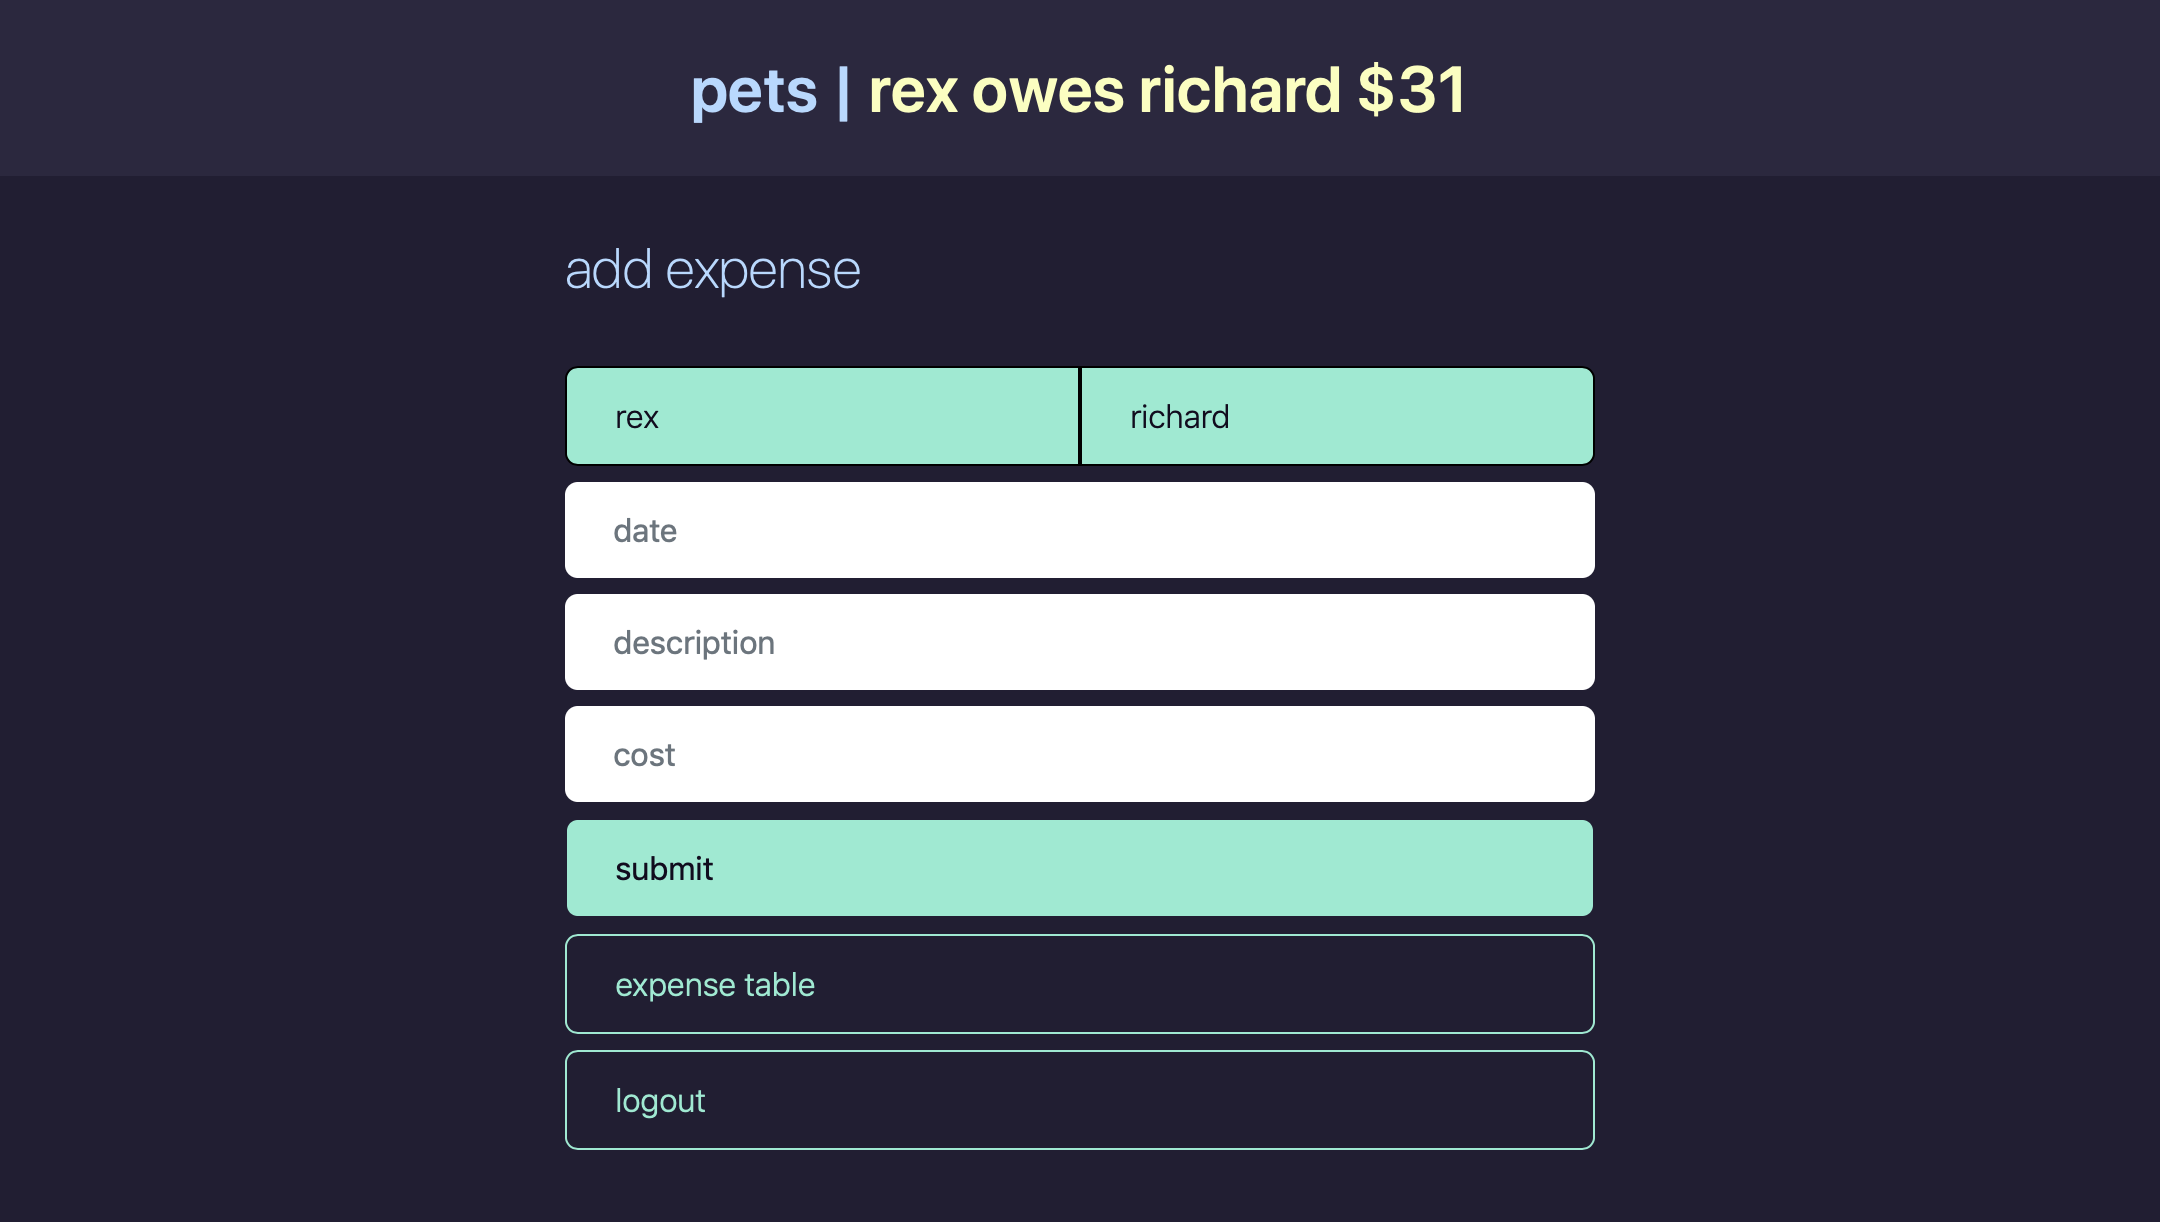 pets | rex owes richard $31
add expense
rex richard
date
description
cost
submit
expense table
logout